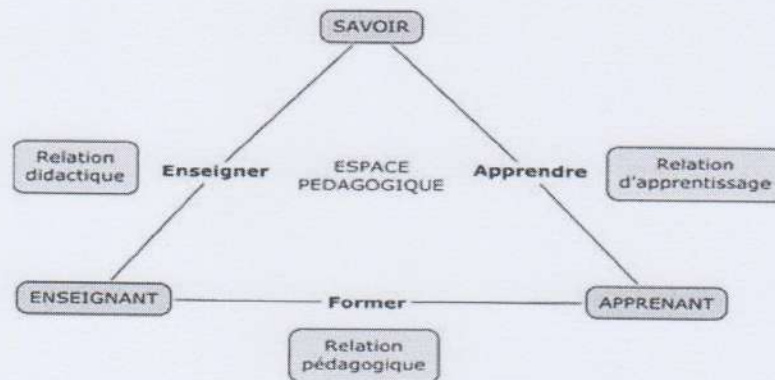 SAVOIR
Relation
didactique
Enseigner
ESPACE
PEDAGOGIQUE
Apprendre
Relation
d'apprentissage
ENSEIGNANT
Former
APPRENANT
Relation
pédagogique